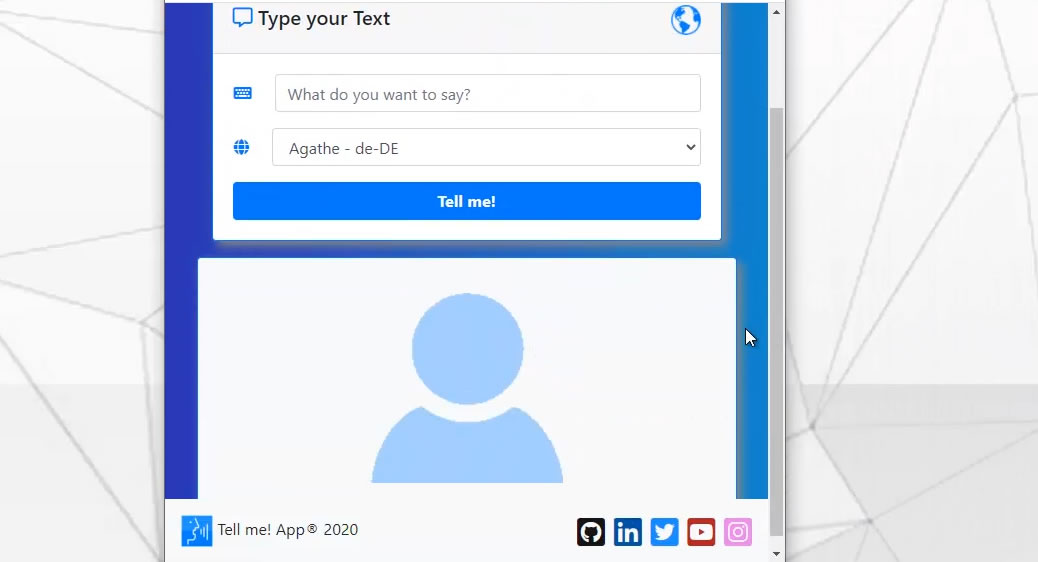 Type your Text
What do you want to say?
Agathe - de-DE
Tell me!
Tell me! App® 2020